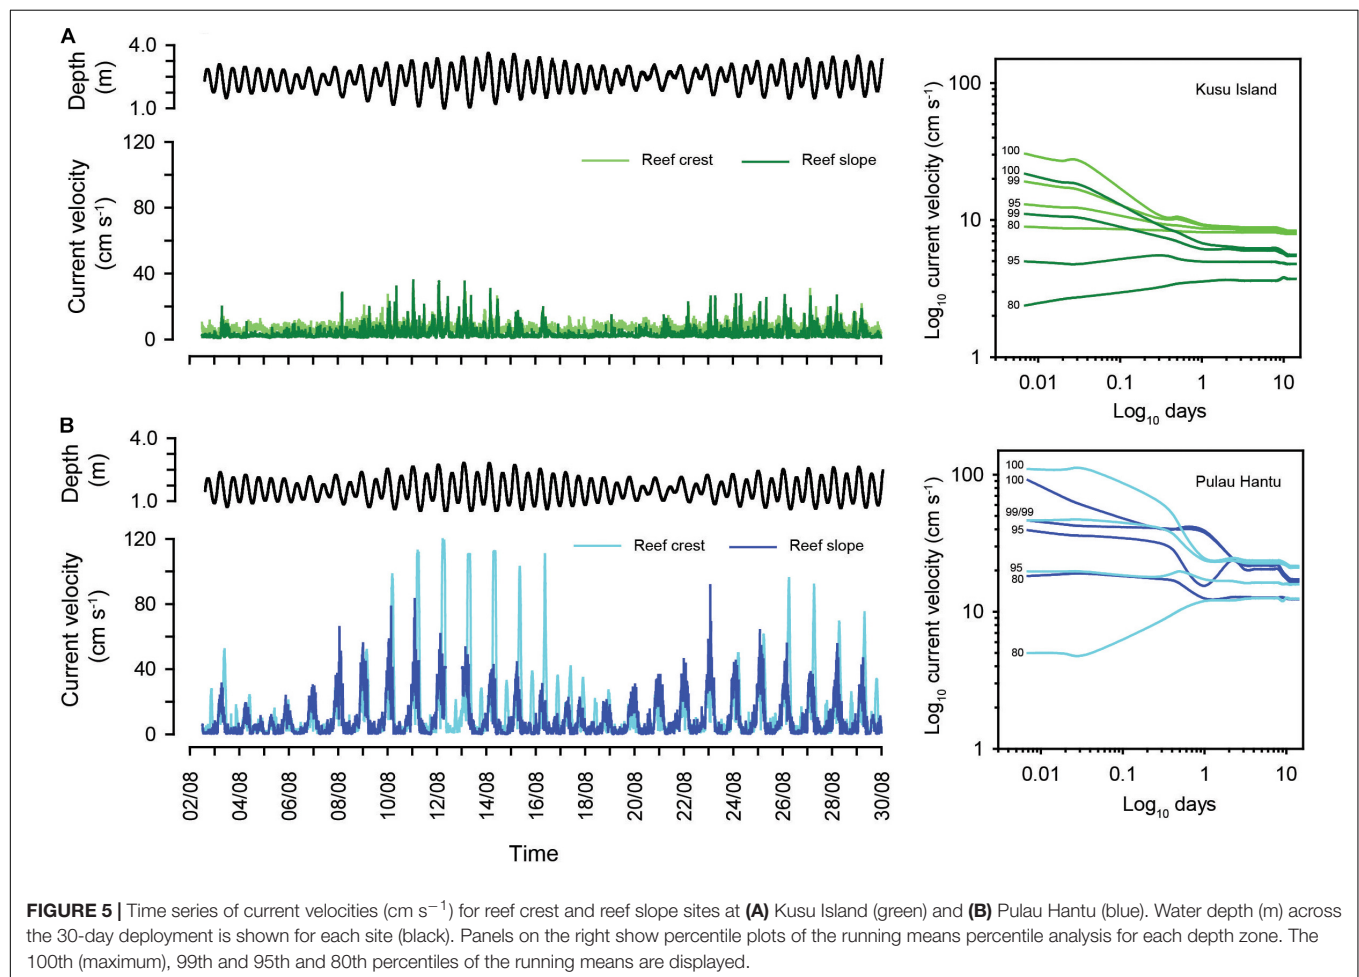 A
Depth (m)
4.0
1.0
Current velocity (cm s-1)
120
80
40
0
Reef crest
Reef slope
Log10 current velocity (cm s-1)
100
10
1
Kusu Island
100
100
99
95
99
80
95
80
0.01
0.1
1
10
Log10 days
B
Depth (m)
4.0
1.0
Current velocity (cm s-1)
120
80
40
0
Reef crest
Reef slope
02/08
04/08
06/08
08/08
10/08
12/08
14/08
16/08
18/08
20/08
22/08
24/08
26/08
28/08
30/08
Time
Log10 current velocity (cm s-1)
100
10
1
Pulau Hantu
100
100
99/99
95
95
80
80
0.01
0.1
1
10
Log10 days
FIGURE 5 | Time series of current velocities (cm s−1) for reef crest and reef slope sites at (A) Kusu Island (green) and (B) Pulau Hantu (blue). Water depth (m) across
the 30-day deployment is shown for each site (black). Panels on the right show percentile plots of the running means percentile analysis for each depth zone. The
100th (maximum), 99th and 95th and 80th percentiles of the running means are displayed.